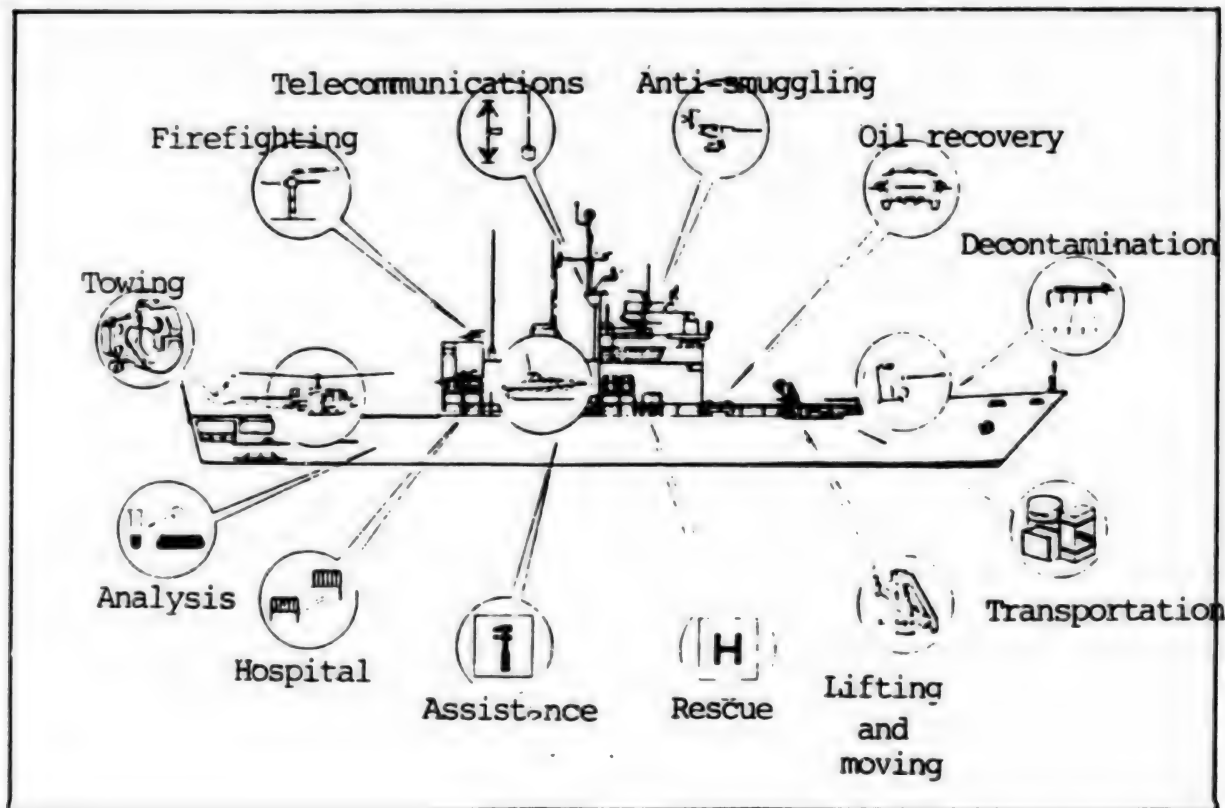 Telecommunications
Anti-smuggling
Firefighting
Oil recovery
Decontamination
Towing
Analysis
Transportation
Hospital
Assistance
Rescue
H
Lifting
and
moving